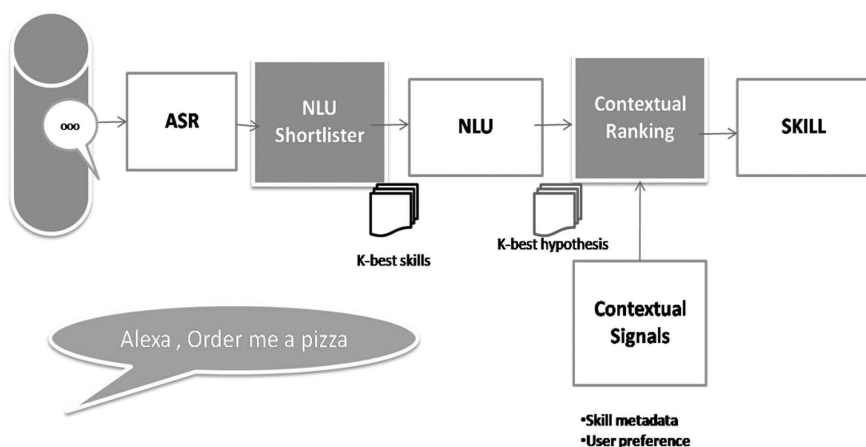 ooo
ASR
NLU
Shortlister
NLU
Contextual
Ranking
SKILL
K-best skills
K-best hypothesis
Contextual
Signals
Alexa , Order me a pizza
•Skill metadata
•User preference